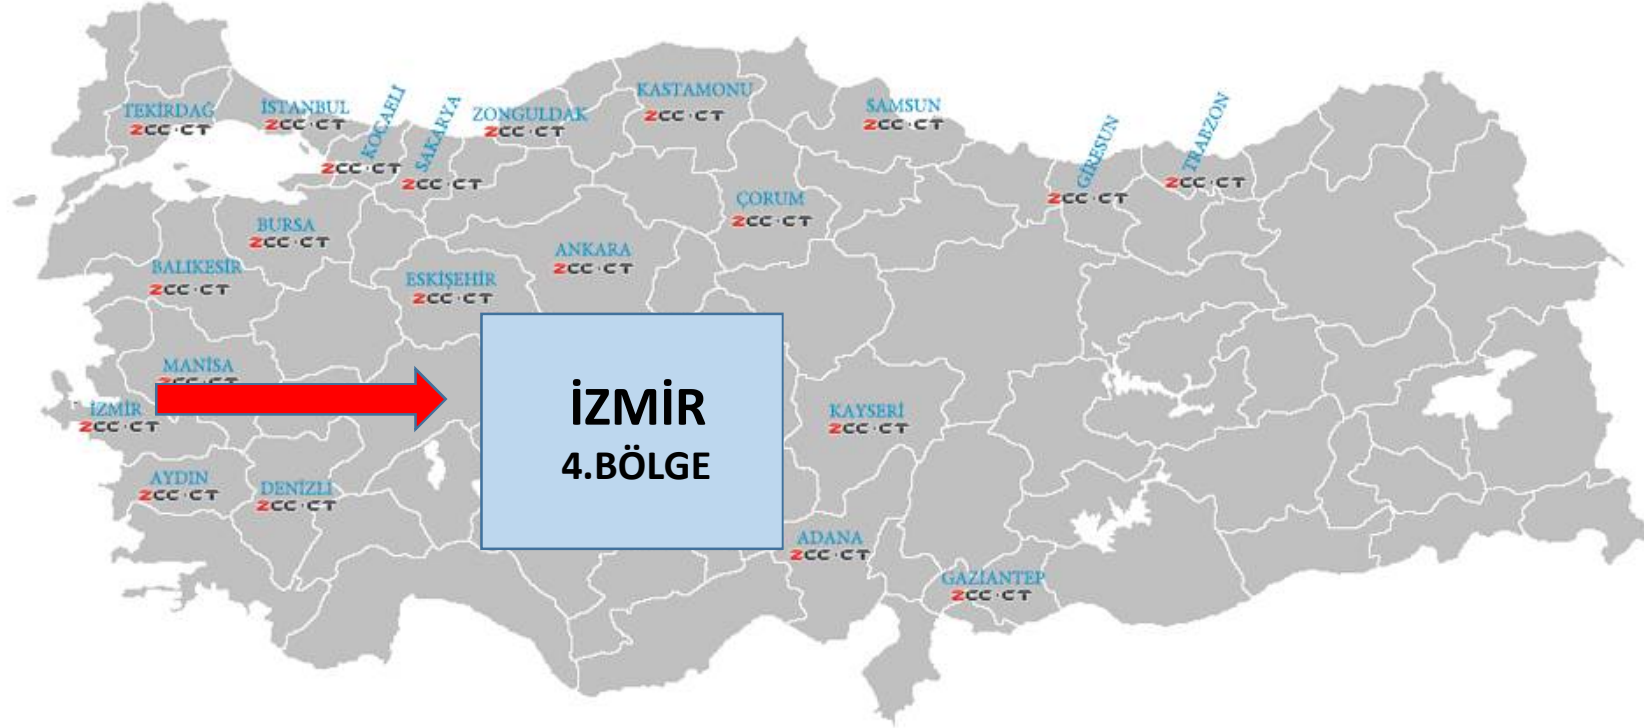 KASTAMONU
ZCC·CT
TEKİRDAĞ
ZCC·CT
İSTANBUL
ZCC·CT
KOCAELİ
ZCC·CT
SAKARYA
ZCC·CT
ZONGULDAK
ZCC·CT
SAMSUN
ZCC·CT
GİRESUN
ZCC·CT
TRABZON
ZCC·CT
ÇORUM
ZCC·CT
BURSA
ZCC·CT
ANKARA
ZCC·CT
BALIKESİR
ZCC·CT
ESKİŞEHİR
ZCC·CT
MANİSA
ZCC·CT
İZMİR
ZCC·CT
İZMİR
4.BÖLGE
KAYSERİ
ZCC·CT
AYDIN
ZCC·CT
DENİZLİ
ZCC·CT
ADANA
ZCC·CT
GAZİANTEP
ZCC·CT